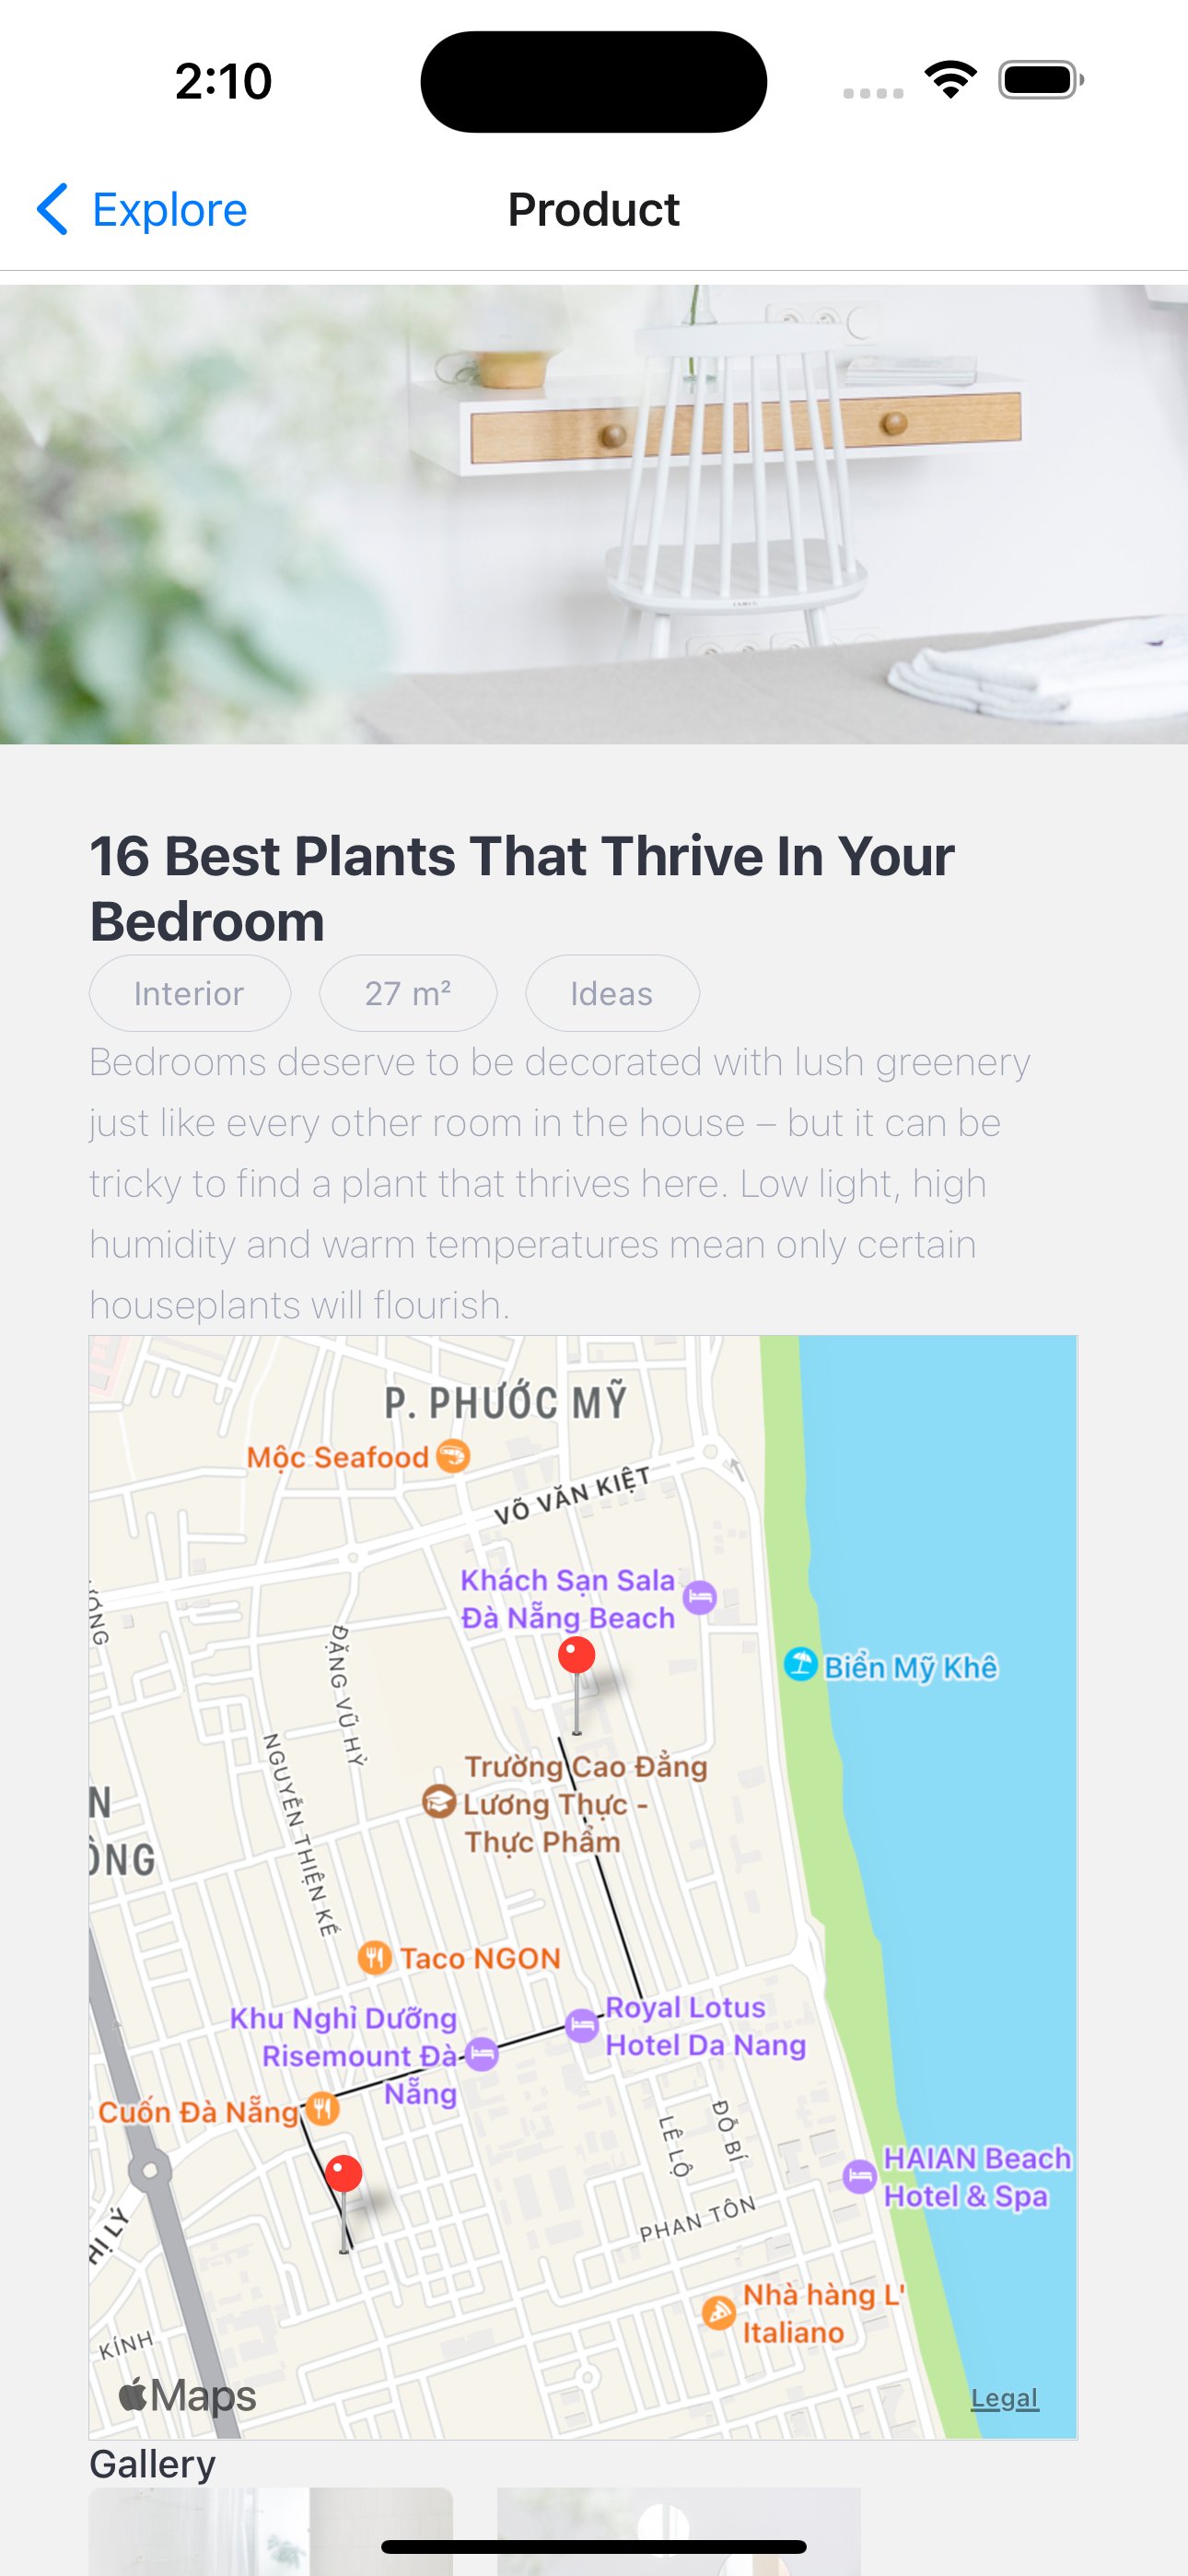 2:10
Explore
Product
16 Best Plants That Thrive In Your
Bedroom
Interior
27 m²
Ideas
Bedrooms deserve to be decorated with lush greenery
just like every other room in the house – but it can be
tricky to find a plant that thrives here. Low light, high
humidity and warm temperatures mean only certain
houseplants will flourish.
P. PHƯỚC MỸ
Mộc Seafood
VÕ VĂN KIỆT
Khách Sạn Sala
Đà Nẵng Beach
ĐẶNG VŨ HỶ
Biển Mỹ Khê
NGUYỄN THIỆN KẾ
Trường Cao Đẳng
Lương Thực -
Thực Phẩm
Taco NGON
Khu Nghỉ Dưỡng
Risemount Đà
Nẵng
Royal Lotus
Hotel Da Nang
Cuốn Đà Nẵng
LÊ LỘ
ĐỖ BÍ
HAIAN Beach
Hotel & Spa
PHAN TÔN
Nhà hàng L'
Italiano
KÍNH
Maps
Legal
Gallery